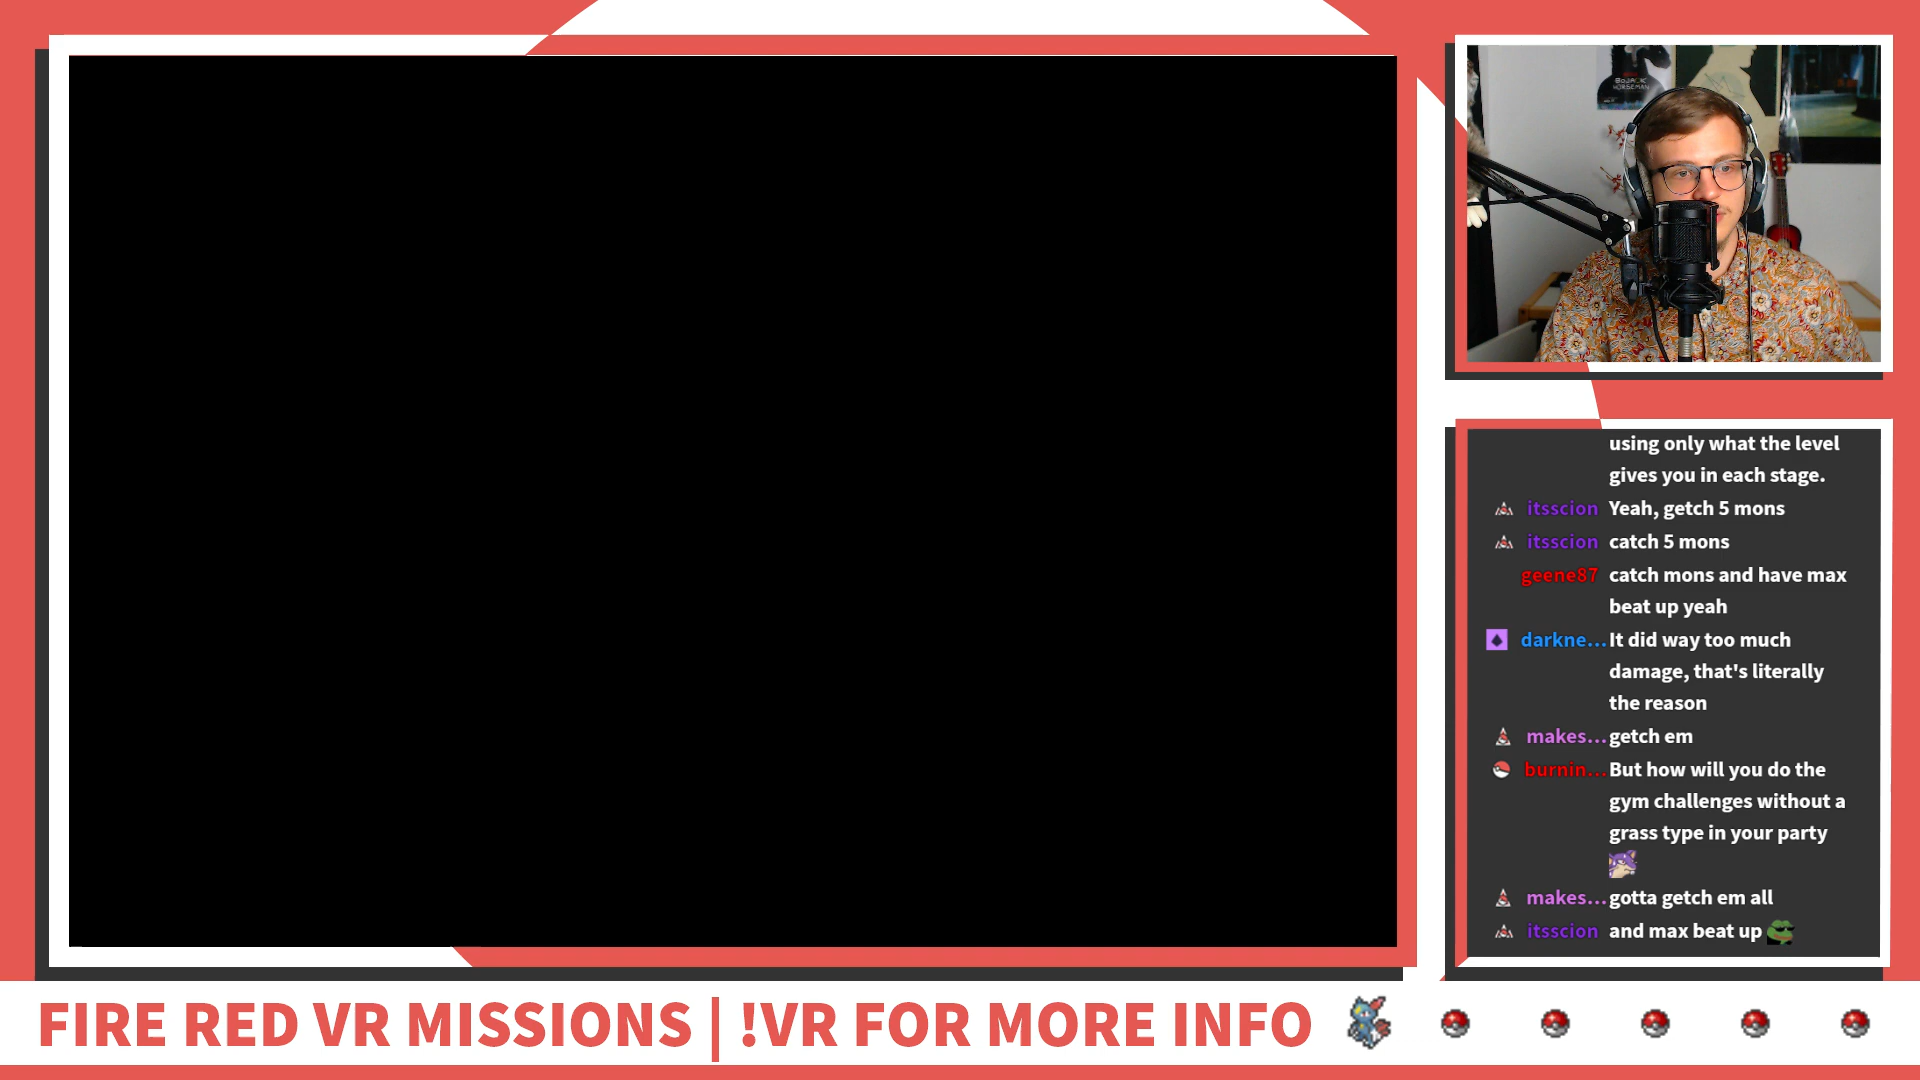 BOJACK
HORSEMAN
using only what the level
gives you in each stage.
itsscion Yeah, getch 5 mons
itsscion catch 5 mons
geene87 catch mons and have max
beat up yeah
darkne... It did way too much
damage, that's literally
the reason
makes... getch em
burnin... But how will you do the
gym challenges without a
grass type in your party
makes... gotta getch em all
itsscion and max beat up
FIRE RED VR MISSIONS | !VR FOR MORE INFO